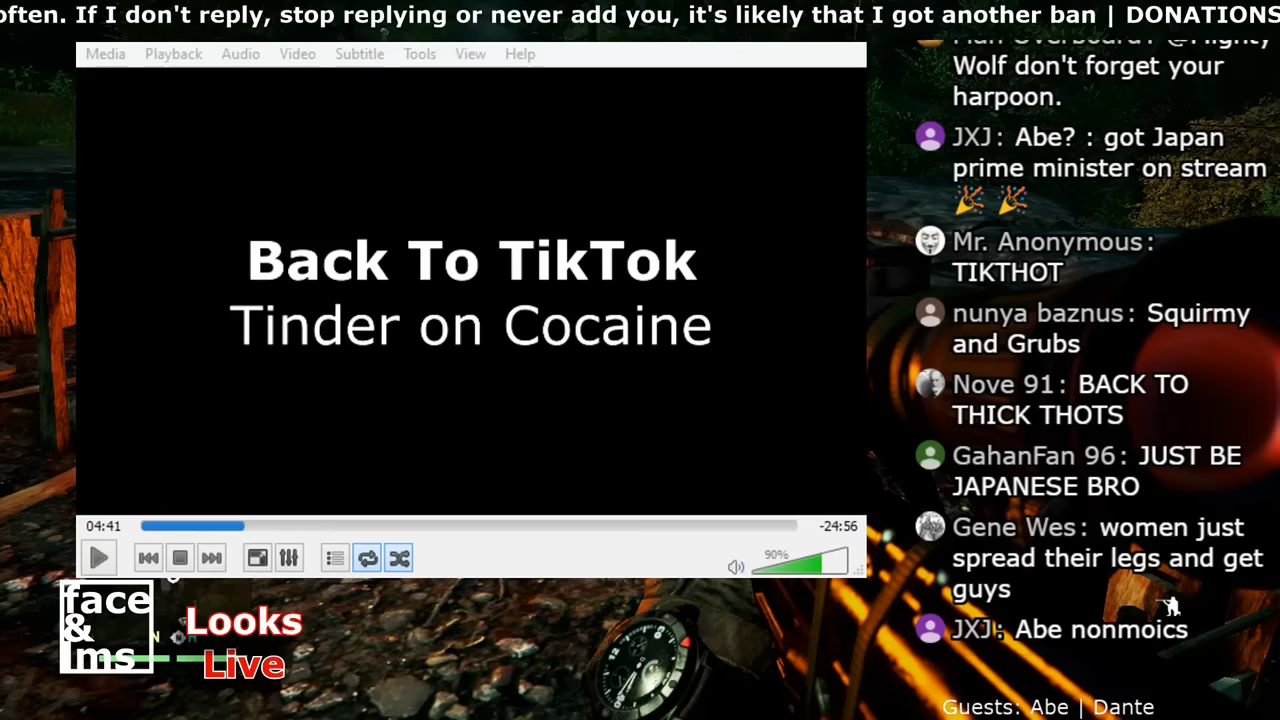 often. If I don't reply, stop replying or never add you, it's likely that I got another ban | DONATIONS
Media Playback Audio Video Subtitle Tools View Help
Back To TikTok
Tinder on Cocaine
04:41
-24:56
90%
face
&
lms
Looks
Live
Wolf don't forget your
harpoon.
JXJ: Abe? : got Japan
prime minister on stream
🎉 🎉
Mr. Anonymous:
TIKTHOT
nunya baznus: Squirmy
and Grubs
Nove 91: BACK TO
THICK THOTS
GahanFan 96: JUST BE
JAPANESE BRO
Gene Wes: women just
spread their legs and get
guys
JXJ: Abe nonmoics
Guests: Abe | Dante